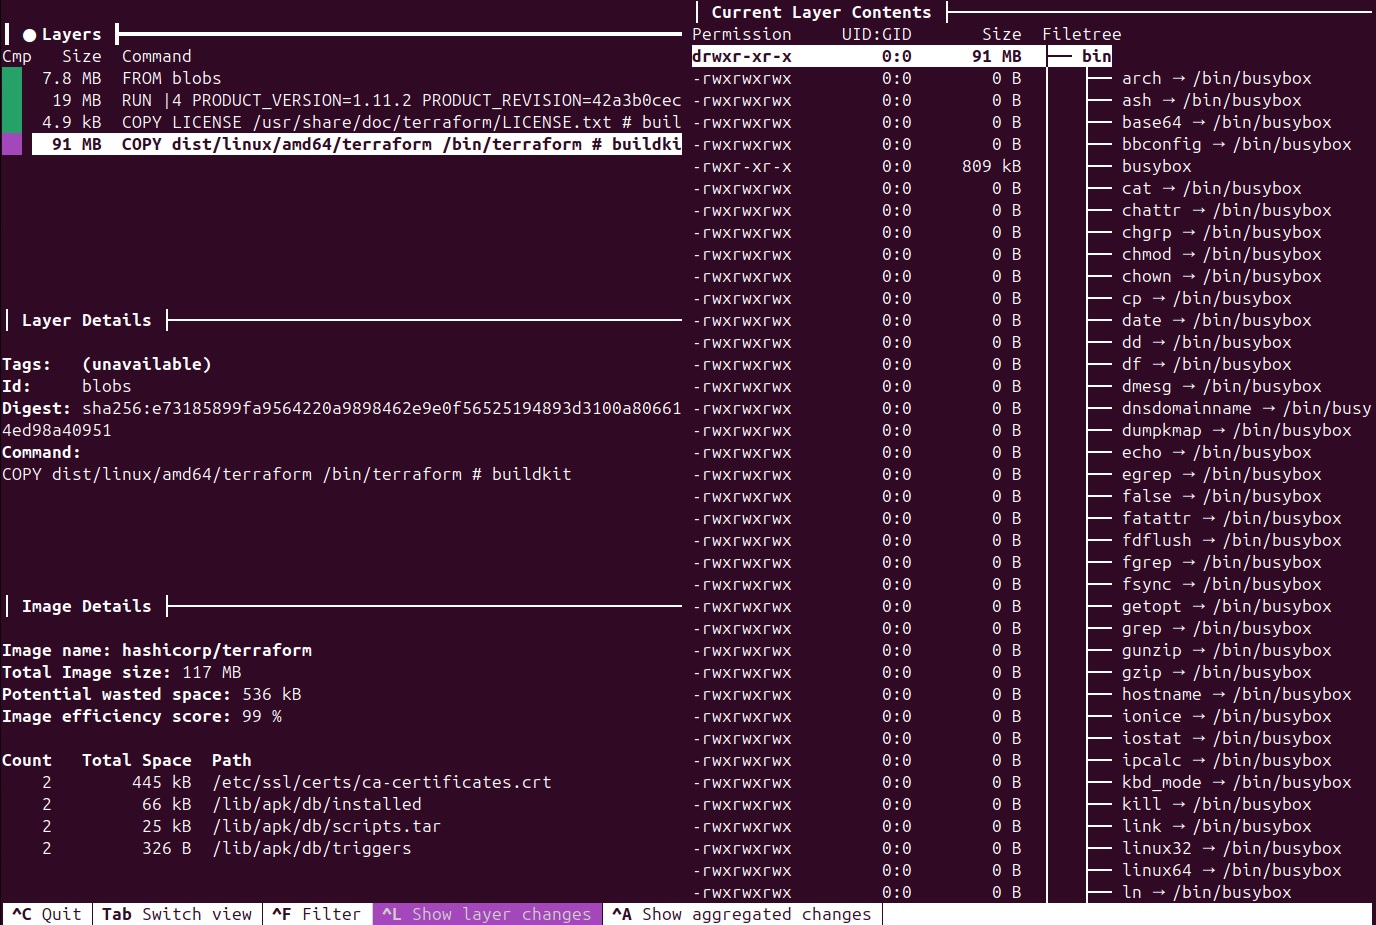 ● Layers
Cmp Size Command
7.8 MB FROM blobs
19 MB RUN |4 PRODUCT_VERSION=1.11.2 PRODUCT_REVISION=42a3b0cec
4.9 kB COPY LICENSE /usr/share/doc/terraform/LICENSE.txt # buil
91 MB COPY dist/linux/amd64/terraform /bin/terraform # buildki
Layer Details
Tags: (unavailable)
Id: blobs
Digest: sha256:e73185899fa9564220a9898462e9e0f56525194893d3100a80661
4ed98a40951
Command:
COPY dist/linux/amd64/terraform /bin/terraform # buildkit
Image Details
Image name: hashicorp/terraform
Total Image size: 117 MB
Potential wasted space: 536 kB
Image efficiency score: 99 %
Count Total Space Path
2 445 kB /etc/ssl/certs/ca-certificates.crt
2 66 kB /lib/apk/db/installed
2 25 kB /lib/apk/db/scripts.tar
2 326 B /lib/apk/db/triggers
Current Layer Contents
Permission UID:GID Size Filetree
drwxr-xr-x 0:0 91 MB bin
-rwxrwxrwx 0:0 0 B arch → /bin/busybox
-rwxrwxrwx 0:0 0 B ash → /bin/busybox
-rwxrwxrwx 0:0 0 B base64 → /bin/busybox
-rwxrwxrwx 0:0 0 B bbconfig → /bin/busybox
-rwxr-xr-x 0:0 809 kB busybox
-rwxrwxrwx 0:0 0 B cat → /bin/busybox
-rwxrwxrwx 0:0 0 B chattr → /bin/busybox
-rwxrwxrwx 0:0 0 B chgrp → /bin/busybox
-rwxrwxrwx 0:0 0 B chmod → /bin/busybox
-rwxrwxrwx 0:0 0 B chown → /bin/busybox
-rwxrwxrwx 0:0 0 B cp → /bin/busybox
-rwxrwxrwx 0:0 0 B date → /bin/busybox
-rwxrwxrwx 0:0 0 B dd → /bin/busybox
-rwxrwxrwx 0:0 0 B df → /bin/busybox
-rwxrwxrwx 0:0 0 B dmesg → /bin/busybox
-rwxrwxrwx 0:0 0 B dnsdomainname → /bin/busy
-rwxrwxrwx 0:0 0 B dumpkmap → /bin/busybox
-rwxrwxrwx 0:0 0 B echo → /bin/busybox
-rwxrwxrwx 0:0 0 B egrep → /bin/busybox
-rwxrwxrwx 0:0 0 B false → /bin/busybox
-rwxrwxrwx 0:0 0 B fatattr → /bin/busybox
-rwxrwxrwx 0:0 0 B fdflush → /bin/busybox
-rwxrwxrwx 0:0 0 B fgrep → /bin/busybox
-rwxrwxrwx 0:0 0 B fsync → /bin/busybox
-rwxrwxrwx 0:0 0 B getopt → /bin/busybox
-rwxrwxrwx 0:0 0 B grep → /bin/busybox
-rwxrwxrwx 0:0 0 B gunzip → /bin/busybox
-rwxrwxrwx 0:0 0 B gzip → /bin/busybox
-rwxrwxrwx 0:0 0 B hostname → /bin/busybox
-rwxrwxrwx 0:0 0 B ionice → /bin/busybox
-rwxrwxrwx 0:0 0 B iostat → /bin/busybox
-rwxrwxrwx 0:0 0 B ipcalc → /bin/busybox
-rwxrwxrwx 0:0 0 B kbd_mode → /bin/busybox
-rwxrwxrwx 0:0 0 B kill → /bin/busybox
-rwxrwxrwx 0:0 0 B link → /bin/busybox
-rwxrwxrwx 0:0 0 B linux32 → /bin/busybox
-rwxrwxrwx 0:0 0 B linux64 → /bin/busybox
-rwxrwxrwx 0:0 0 B ln → /bin/busybox
^C Quit Tab Switch view ^F Filter ^L Show layer changes ^A Show aggregated changes